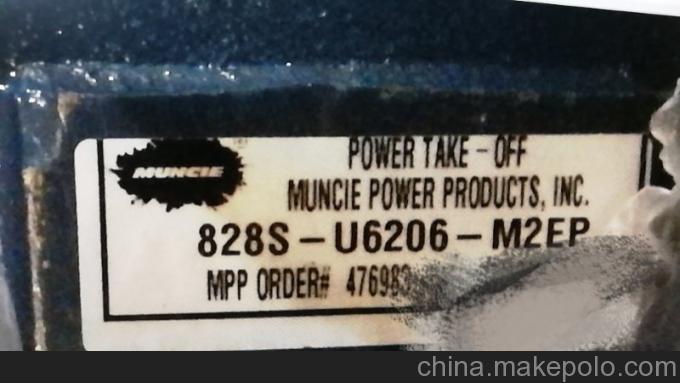 MUNCIE
POWER TAKE - OFF
MUNCIE POWER PRODUCTS, INC.
828S - U6206 - M2EP
MPP ORDER# 47698
china.makepolo.com